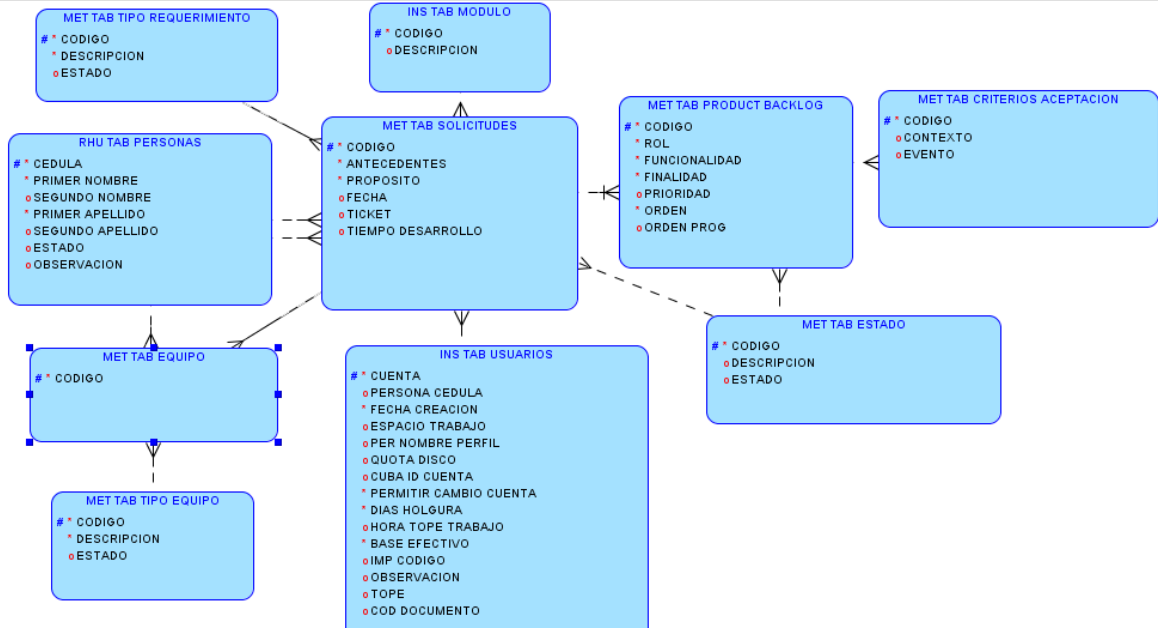 MET TAB TIPO REQUERIMIENTO
# * CODIGO
* DESCRIPCION
o ESTADO
INS TAB MODULO
# * CODIGO
o DESCRIPCION
RHU TAB PERSONAS
# * CEDULA
* PRIMER NOMBRE
o SEGUNDO NOMBRE
* PRIMER APELLIDO
o SEGUNDO APELLIDO
o ESTADO
o OBSERVACION
MET TAB SOLICITUDES
# * CODIGO
* ANTECEDENTES
* PROPOSITO
o FECHA
o TICKET
o TIEMPO DESARROLLO
MET TAB PRODUCT BACKLOG
# * CODIGO
* ROL
* FUNCIONALIDAD
* FINALIDAD
o PRIORIDAD
* ORDEN
o ORDEN PROG
MET TAB CRITERIOS ACEPTACION
# * CODIGO
o CONTEXTO
o EVENTO
MET TAB EQUIPO
# * CODIGO
INS TAB USUARIOS
# * CUENTA
o PERSONA CEDULA
* FECHA CREACION
o ESPACIO TRABAJO
o PER NOMBRE PERFIL
o QUOTA DISCO
o CUBA ID CUENTA
* PERMITIR CAMBIO CUENTA
* DIAS HOLGURA
o HORA TOPE TRABAJO
* BASE EFECTIVO
o IMP CODIGO
o OBSERVACION
o TOPE
o COD DOCUMENTO
MET TAB ESTADO
# * CODIGO
o DESCRIPCION
o ESTADO
MET TAB TIPO EQUIPO
# * CODIGO
* DESCRIPCION
o ESTADO